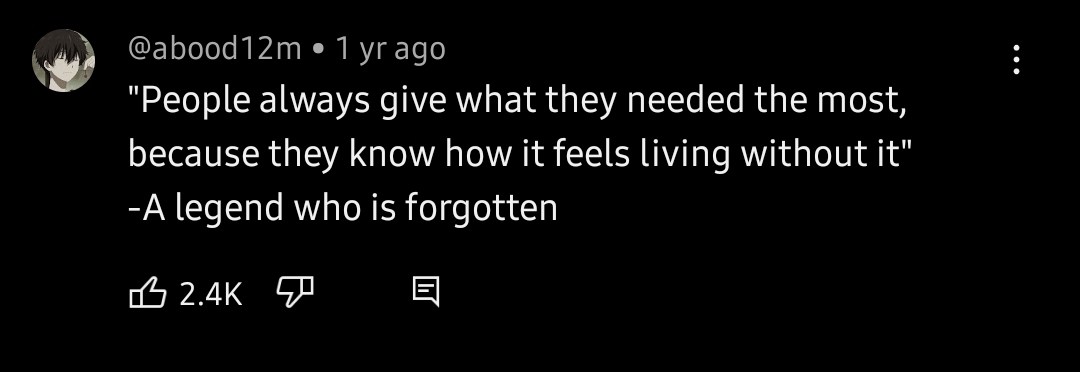 @abood12m • 1 yr ago
"People always give what they needed the most,
because they know how it feels living without it"
-A legend who is forgotten
2.4K